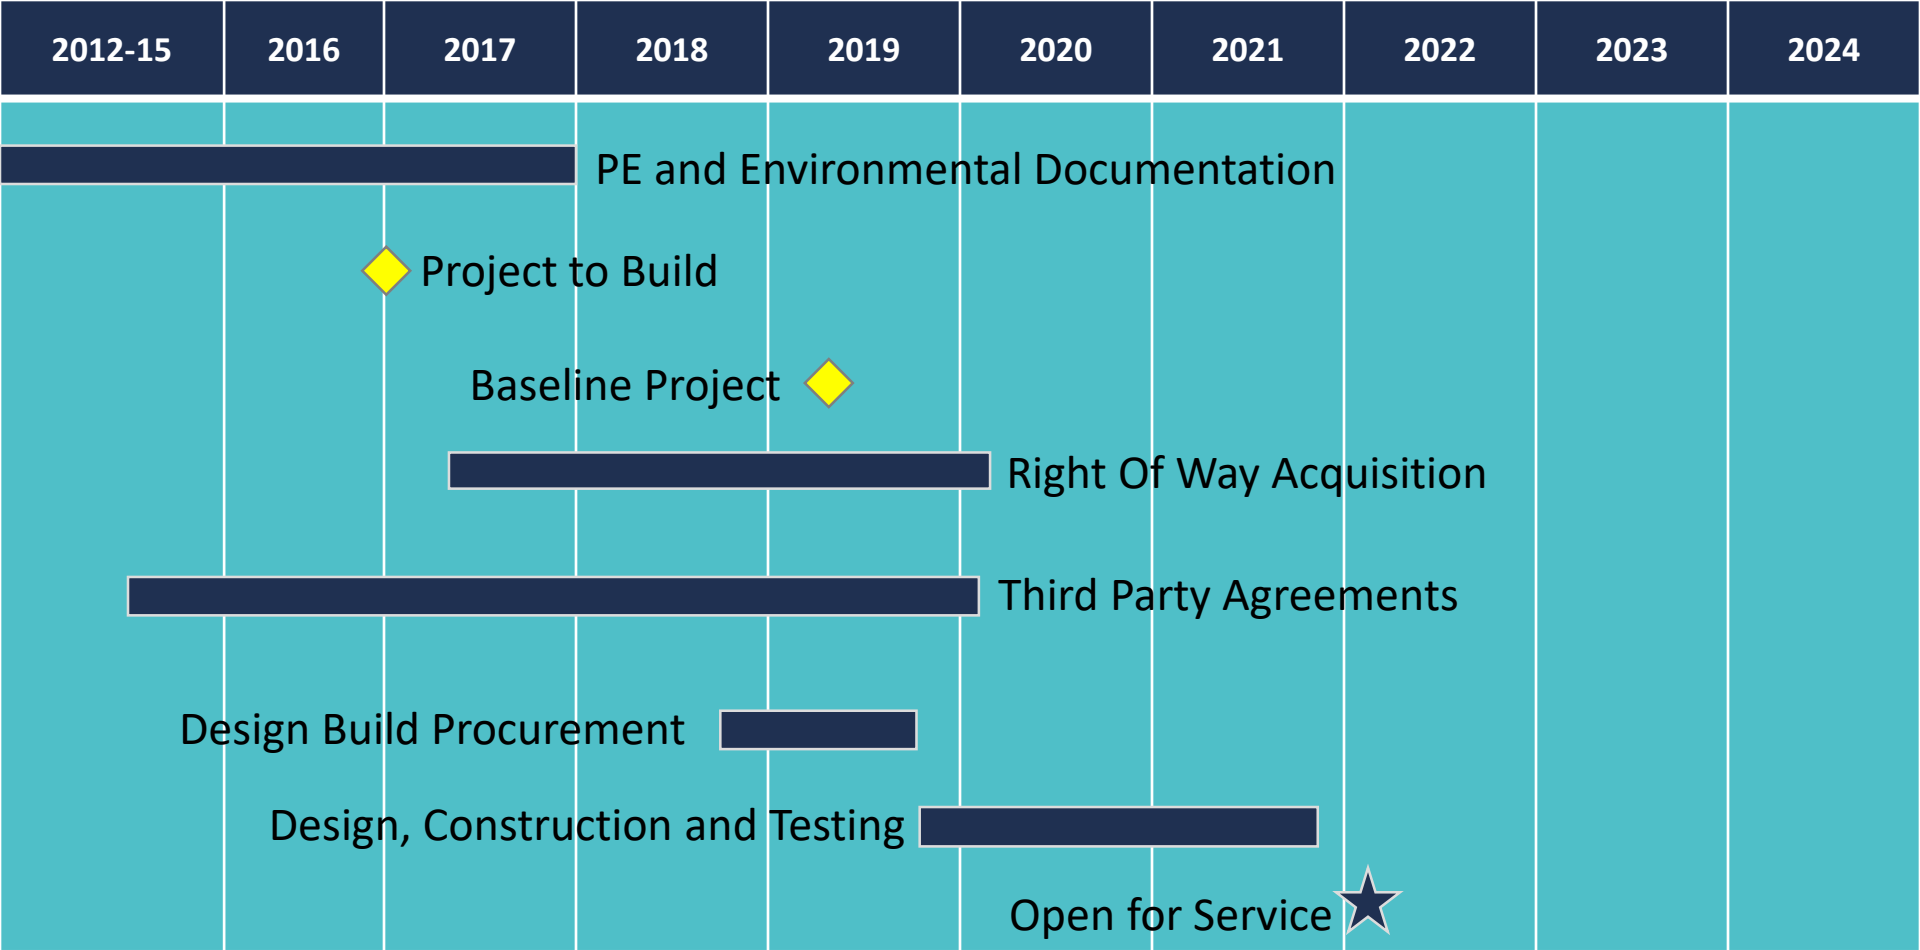 2012-15 2016 2017 2018 2019 2020 2021 2022 2023 2024
PE and Environmental Documentation
Project to Build
Baseline Project
Right Of Way Acquisition
Third Party Agreements
Design Build Procurement
Design, Construction and Testing
Open for Service